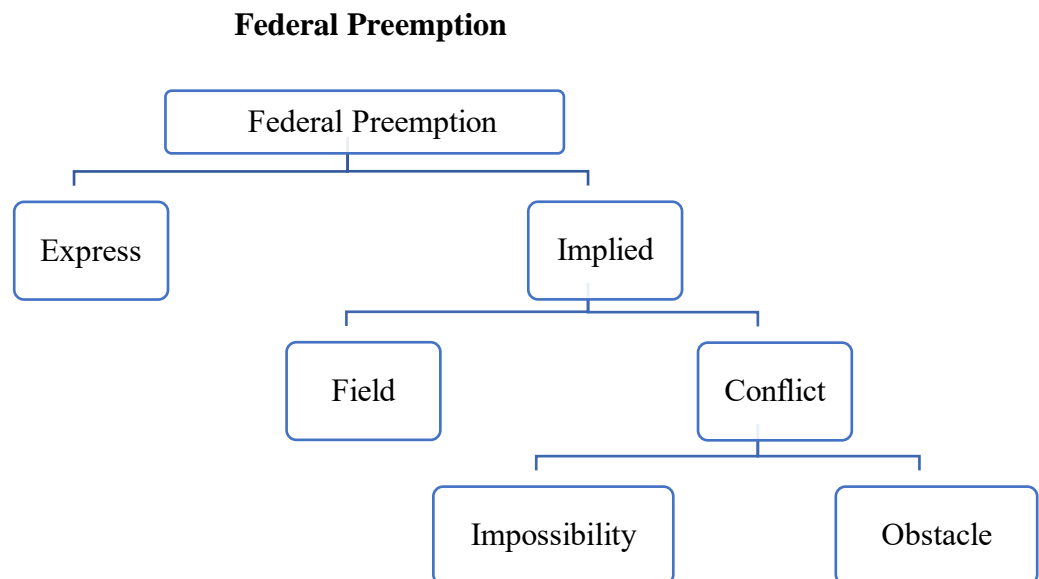 Federal Preemption
Federal Preemption
Express
Implied
Field
Conflict
Impossibility
Obstacle